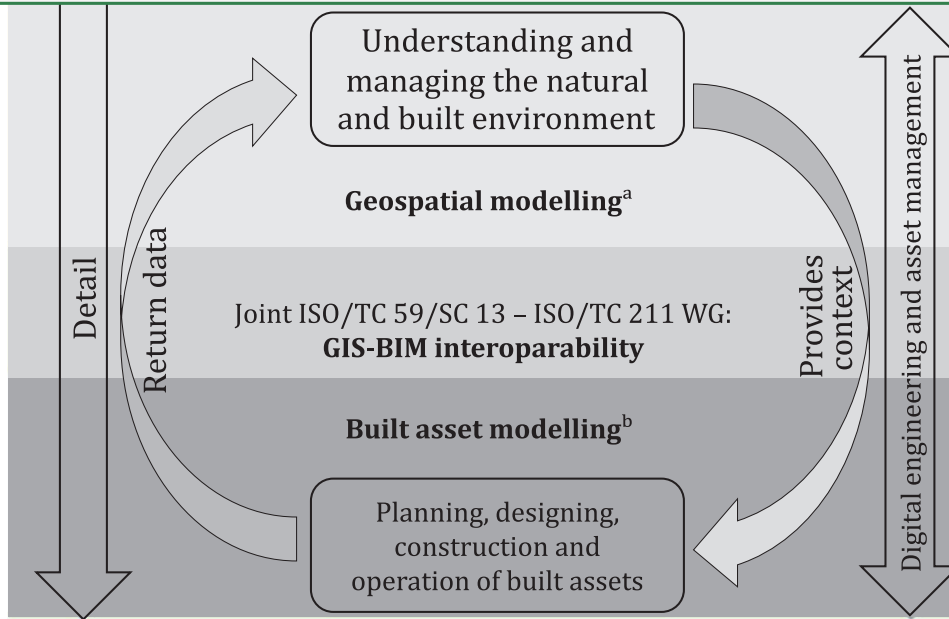 Understanding and
managing the natural
and built environment
Geospatial modellingᵃ
Detail
Return data
Joint ISO/TC 59/SC 13 – ISO/TC 211 WG:
GIS-BIM interoparability
Provides
context
Digital engineering and asset management
Built asset modellingᵇ
Planning, designing,
construction and
operation of built assets